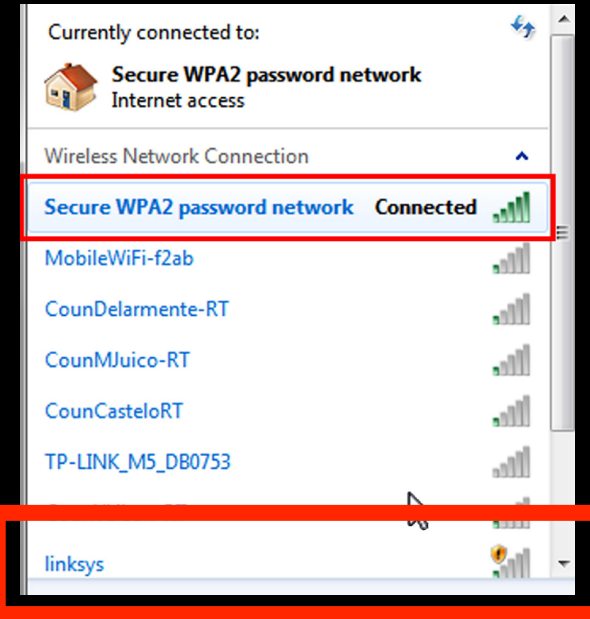 Currently connected to:
Secure WPA2 password network
Internet access
Wireless Network Connection
Secure WPA2 password network Connected
MobileWiFi-f2ab
CounDelarmente-RT
CounMJuico-RT
CounCasteloRT
TP-LINK_M5_DB0753
linksys